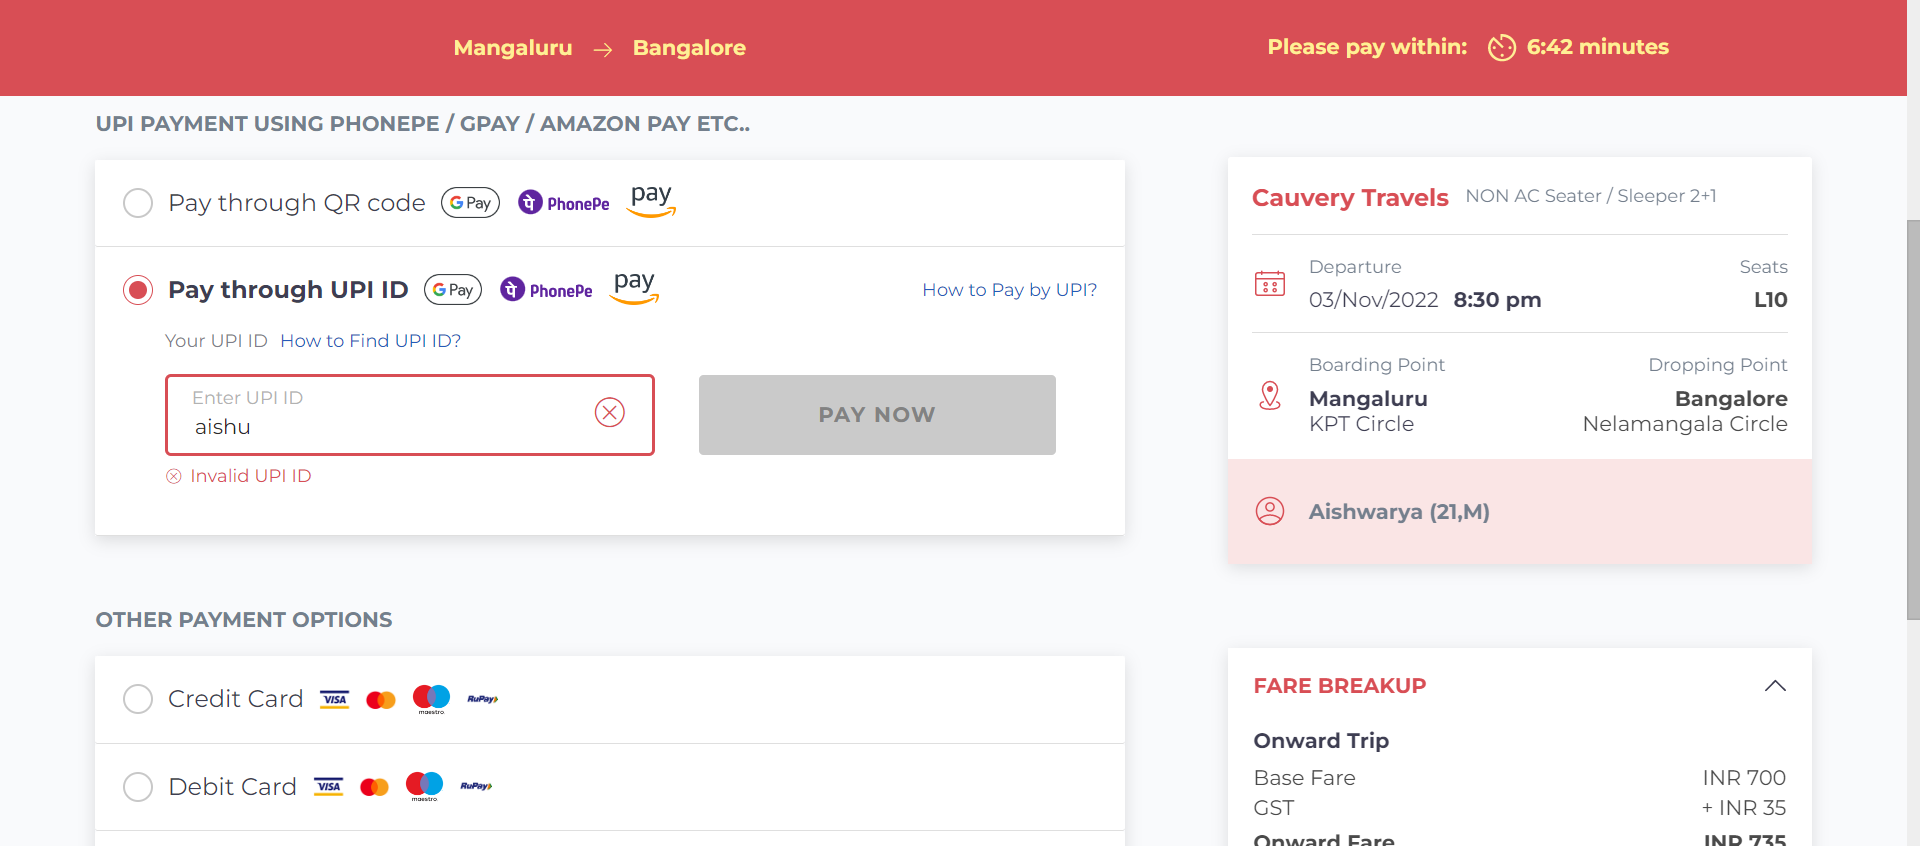 Mangaluru → Bangalore
Please pay within: 6:42 minutes
UPI PAYMENT USING PHONEPE / GPAY / AMAZON PAY ETC..
Pay through QR code G Pay PhonePe pay
Pay through UPI ID G Pay PhonePe pay How to Pay by UPI?
Your UPI ID How to Find UPI ID?
Enter UPI ID
aishu
PAY NOW
Invalid UPI ID
OTHER PAYMENT OPTIONS
Credit Card VISA maestro RuPay
Debit Card VISA maestro RuPay
Cauvery Travels NON AC Seater / Sleeper 2+1
Departure Seats
03/Nov/2022 8:30 pm L10
Boarding Point Dropping Point
Mangaluru Bangalore
KPT Circle Nelamangala Circle
Aishwarya (21,M)
FARE BREAKUP
Onward Trip
Base Fare INR 700
GST + INR 35
Onward Fare INR 735